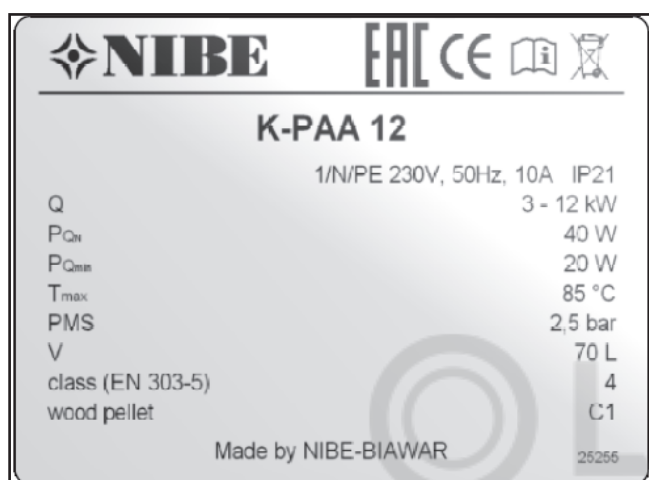 NIBE EAC CE
K-PAA 12
1/N/PE 230V, 50Hz, 10A IP21
Q 3 - 12 kW
PQN 40 W
PQmin 20 W
Tmax 85 °C
PMS 2,5 bar
V 70 L
class (EN 303-5) 4
wood pellet C1
Made by NIBE-BIAWAR 25255
OL